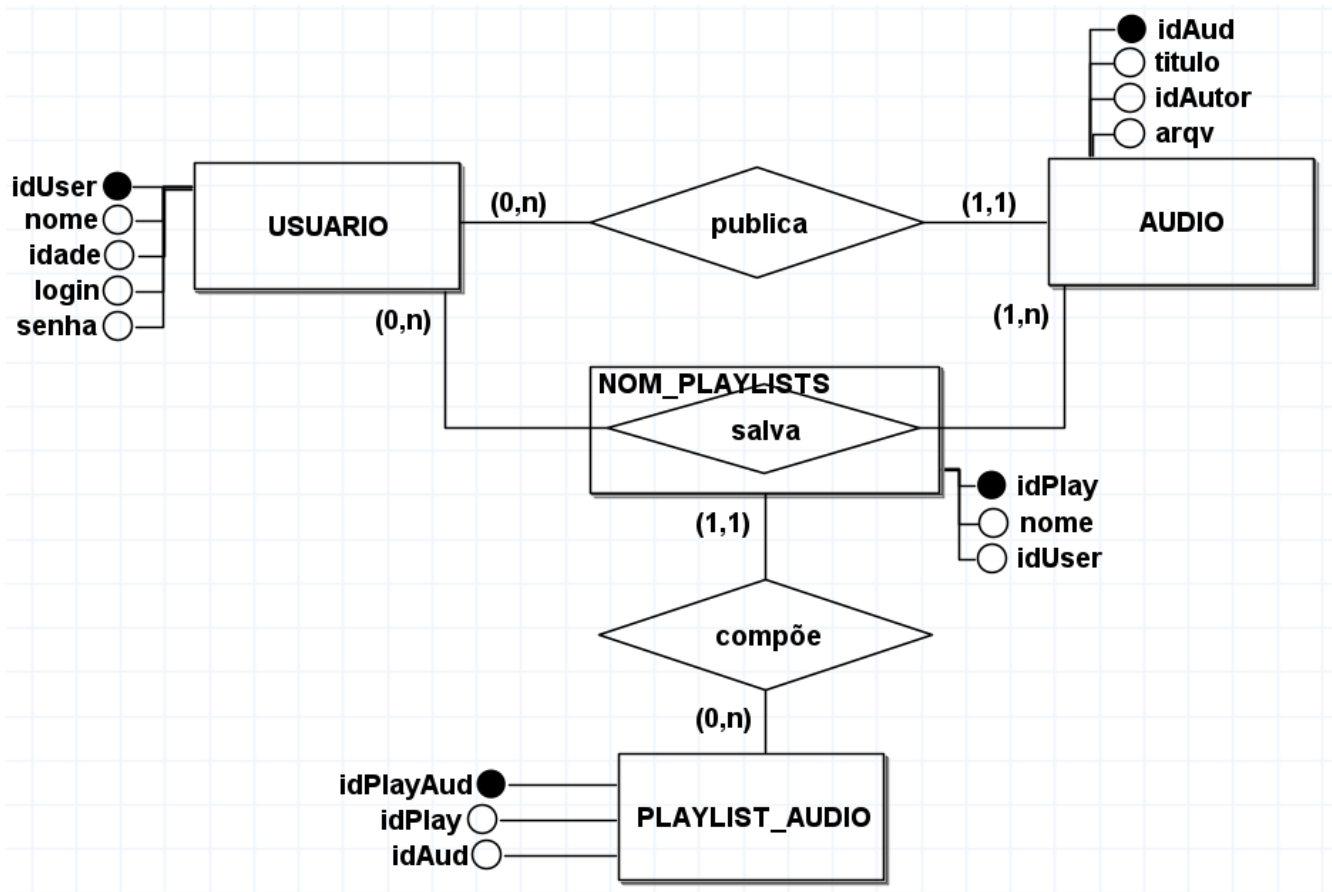 idAud
titulo
idAutor
arqv
idUser
nome
idade
login
senha
USUARIO
(0,n)
publica
(1,1)
AUDIO
(0,n)
(1,n)
NOM_PLAYLISTS
salva
idPlay
nome
idUser
(1,1)
compõe
(0,n)
idPlayAud
idPlay
idAud
PLAYLIST_AUDIO